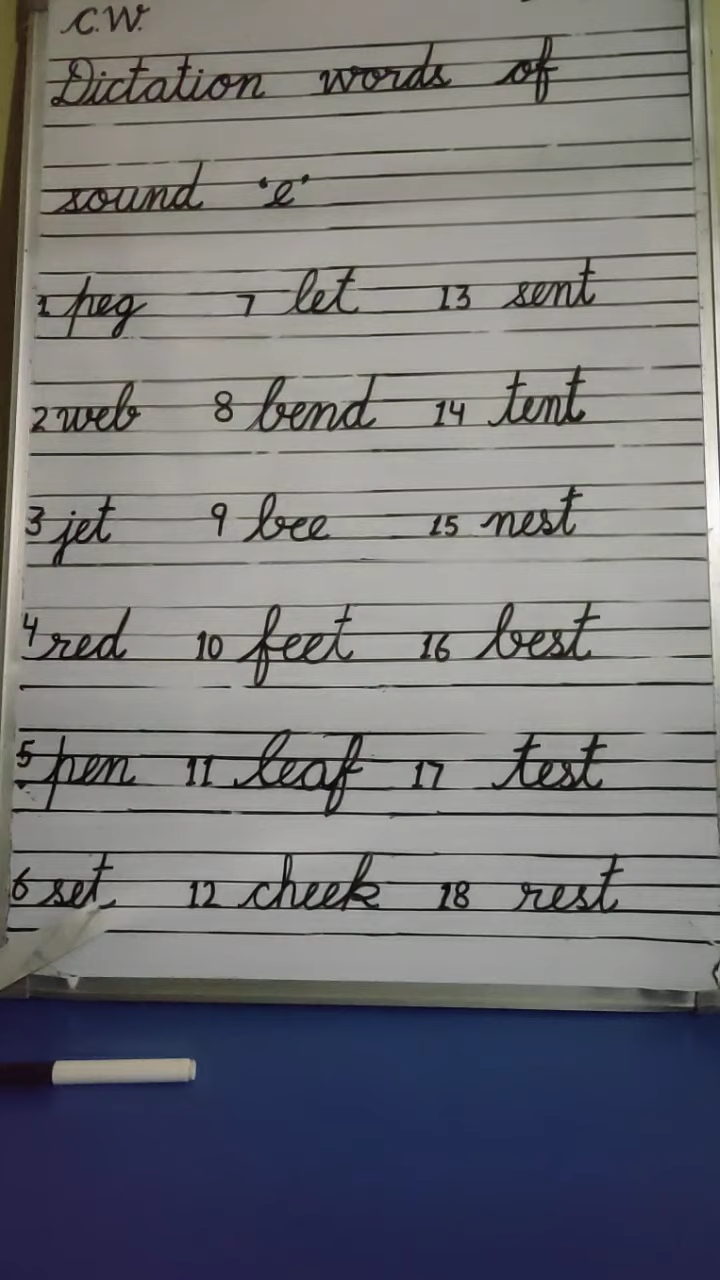 C.W.
Dictation words of
sound 'e'
1 peg 7 let 13 sent
2 web 8 bend 14 tent
3 jet 9 bee 15 nest
4 red 10 feet 16 best
5 pen 11 leaf 17 test
6 set 12 cheek 18 rest